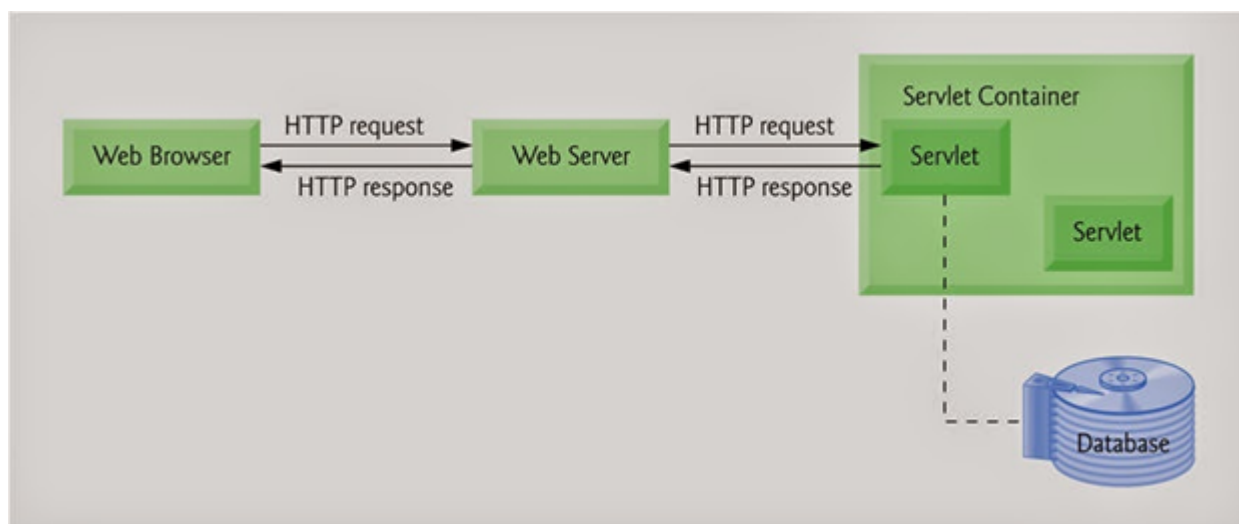 Servlet Container
HTTP request
HTTP request
Web Browser
Web Server
Servlet
HTTP response
HTTP response
Servlet
Database